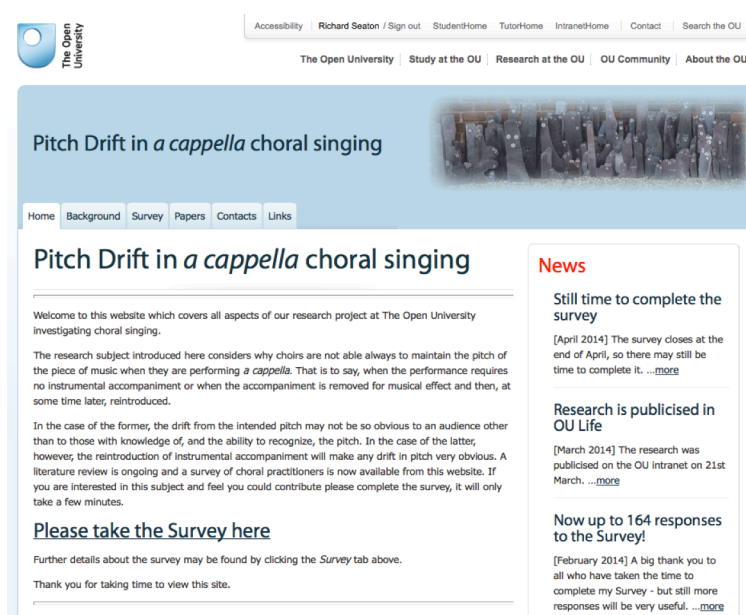 The Open
University
Accessibility Richard Seaton / Sign out StudentHome TutorHome IntranetHome Contact Search the OU
The Open University Study at the OU Research at the OU OU Community About the OU
Pitch Drift in a cappella choral singing
Home Background Survey Papers Contacts Links
Pitch Drift in a cappella choral singing
Welcome to this website which covers all aspects of our research project at The Open University
investigating choral singing.
The research subject introduced here considers why choirs are not able always to maintain the pitch of
the piece of music when they are performing a cappella. That is to say, when the performance requires
no instrumental accompaniment or when the accompaniment is removed for musical effect and then, at
some time later, reintroduced.
In the case of the former, the drift from the intended pitch may not be so obvious to an audience other
than to those with knowledge of, and the ability to recognize, the pitch. In the case of the latter,
however, the reintroduction of instrumental accompaniment will make any drift in pitch very obvious. A
literature review is ongoing and a survey of choral practitioners is now available from this website. If
you are interested in this subject and feel you could contribute please complete the survey, it will only
take a few minutes.
Please take the Survey here
Further details about the survey may be found by clicking the Survey tab above.
Thank you for taking time to view this site.
News
Still time to complete the
survey
[April 2014] The survey closes at the
end of April, so there may still be
time to complete it. ...more
Research is publicised in
OU Life
[March 2014] The research was
publicised on the OU intranet on 21st
March. ...more
Now up to 164 responses
to the Survey!
[February 2014] A big thank you to
all who have taken the time to
complete my Survey - but still more
responses will be very useful. ...more